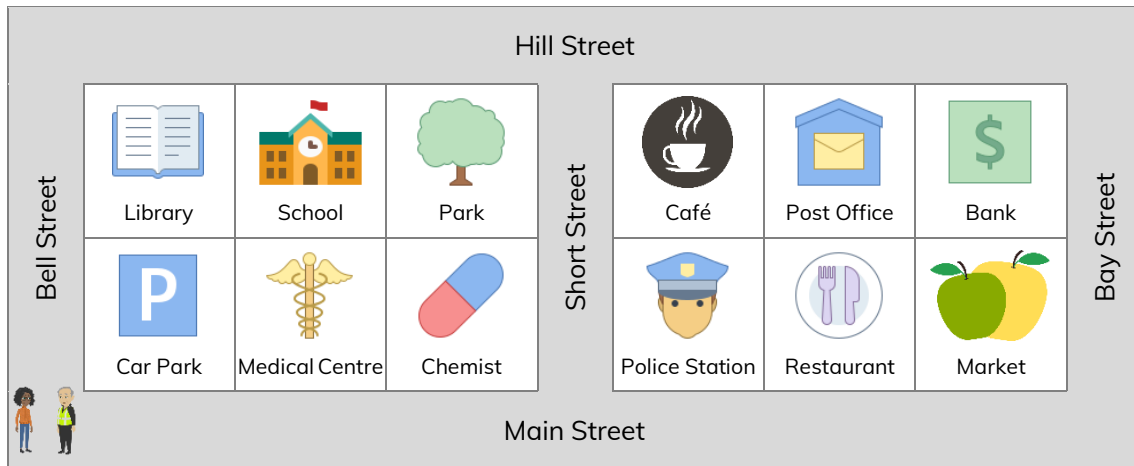 Hill Street
Bell Street
Library
School
Park
Short Street
Café
Post Office
Bank
Bay Street
P
$
Car Park
Medical Centre
Chemist
Police Station
Restaurant
Market
Main Street